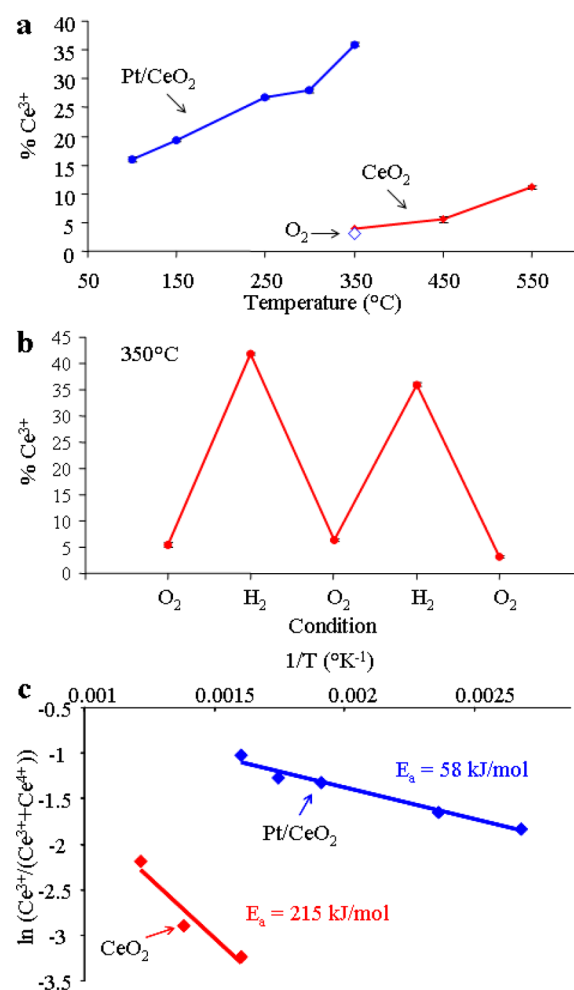 a
40
35
30
25
20
15
10
5
0
% Ce³⁺
Pt/CeO₂
CeO₂
O₂
50 150 250 350 450 550
Temperature (°C)
b
45
40
35
30
25
20
15
10
5
0
% Ce³⁺
350°C
O₂ H₂ O₂ H₂ O₂
Condition
1/T (°K⁻¹)
c
0.001 0.0015 0.002 0.0025
-0.5
-1
-1.5
-2
-2.5
-3
-3.5
ln (Ce³⁺/(Ce³⁺+Ce⁴⁺))
Eₐ = 58 kJ/mol
Pt/CeO₂
Eₐ = 215 kJ/mol
CeO₂